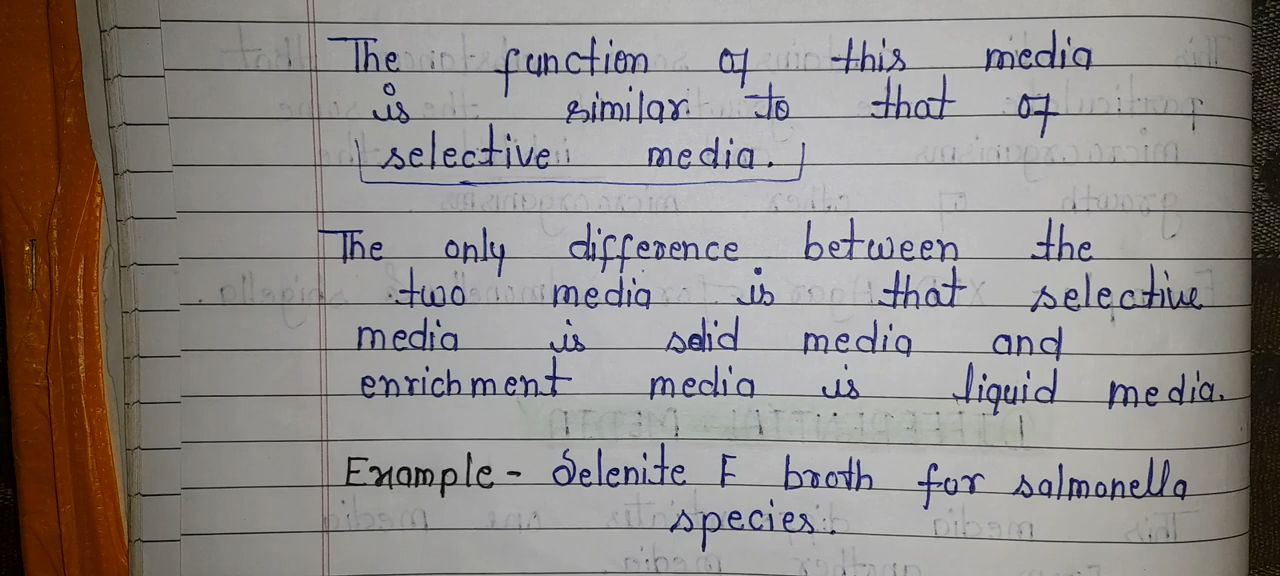 The function of this media
is similar to that of
selective media.
The only difference between the
two media is that selective
media is solid media and
enrichment media is liquid media.
Example - Selenite F broth for salmonella
species.